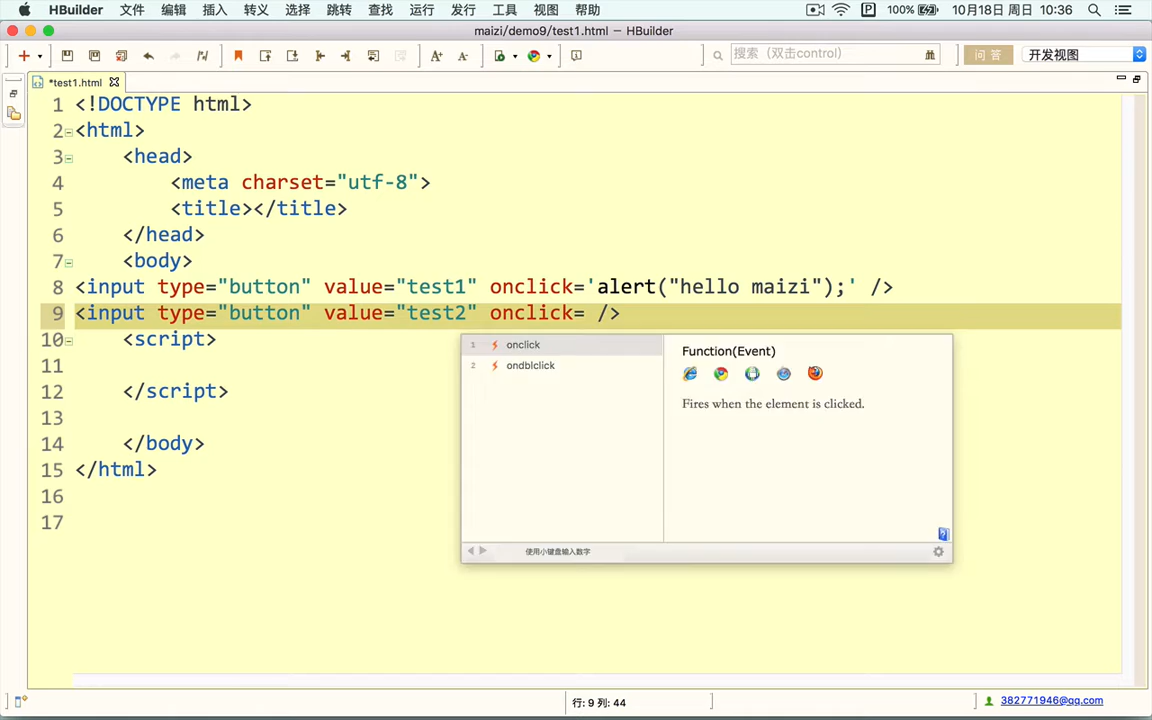 HBuilder 文件 编辑 插入 转义 选择 跳转 查找 运行 发行 工具 视图 帮助 P 100% 10月18日 周日 10:36
maizi/demo9/test1.html — HBuilder
搜索（双击control) 问 答 开发视图
*test1.html
1 <!DOCTYPE html>
2 <html>
3 <head>
4 <meta charset="utf-8">
5 <title></title>
6 </head>
7 <body>
8 <input type="button" value="test1" onclick='alert("hello maizi");' />
9 <input type="button" value="test2" onclick= />
10 <script>
1 onclick
Function(Event)
2 ondblclick
Fires when the element is clicked.
12 </script>
13
14 </body>
15 </html>
16
17
使用小键盘输入数字
行: 9 列: 44
382771946@qq.com